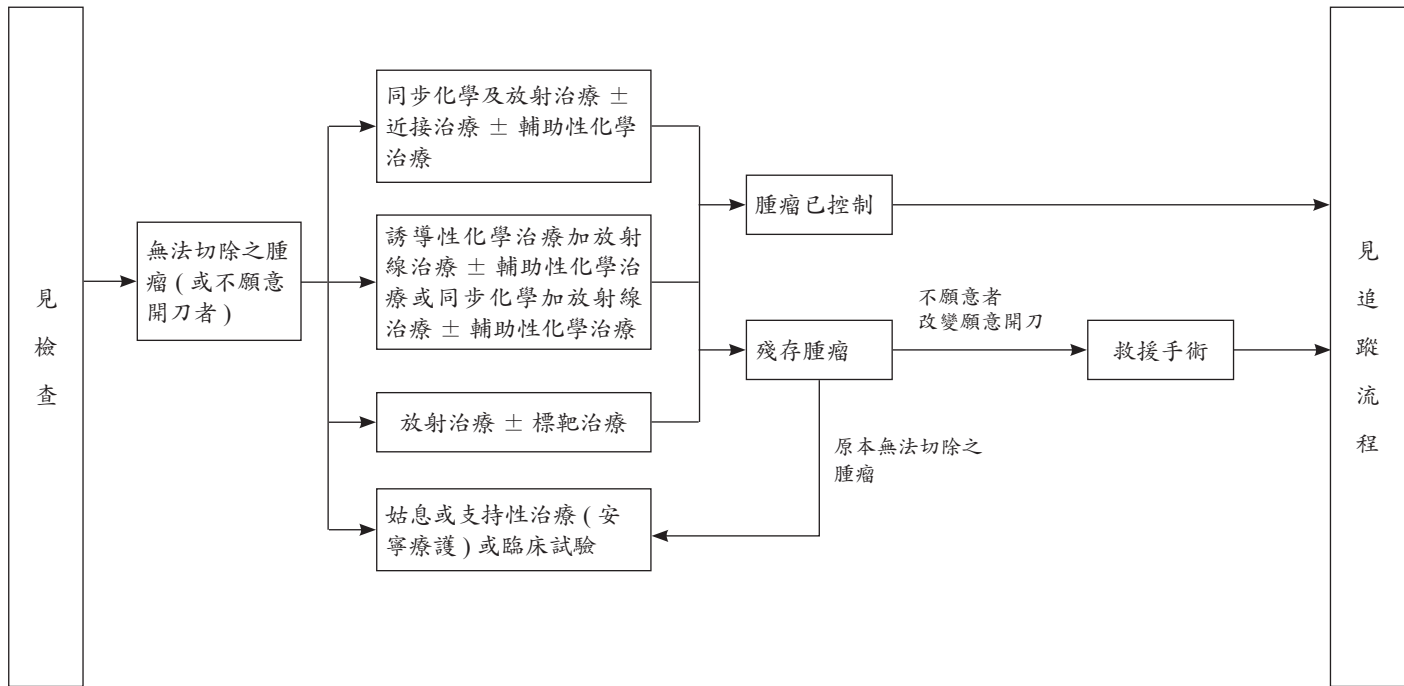 見
檢
查
無法切除之腫
瘤 ( 或不願意
開刀者 )
同步化學及放射治療 ±
近接治療 ± 輔助性化學
治療
誘導性化學治療加放射
線治療 ± 輔助性化學治
療或同步化學加放射線
治療 ± 輔助性化學治療
放射治療 ± 標靶治療
姑息或支持性治療 ( 安
寧療護 ) 或臨床試驗
腫瘤已控制
殘存腫瘤
不願意者
改變願意開刀
原本無法切除之
腫瘤
救援手術
見
追
蹤
流
程